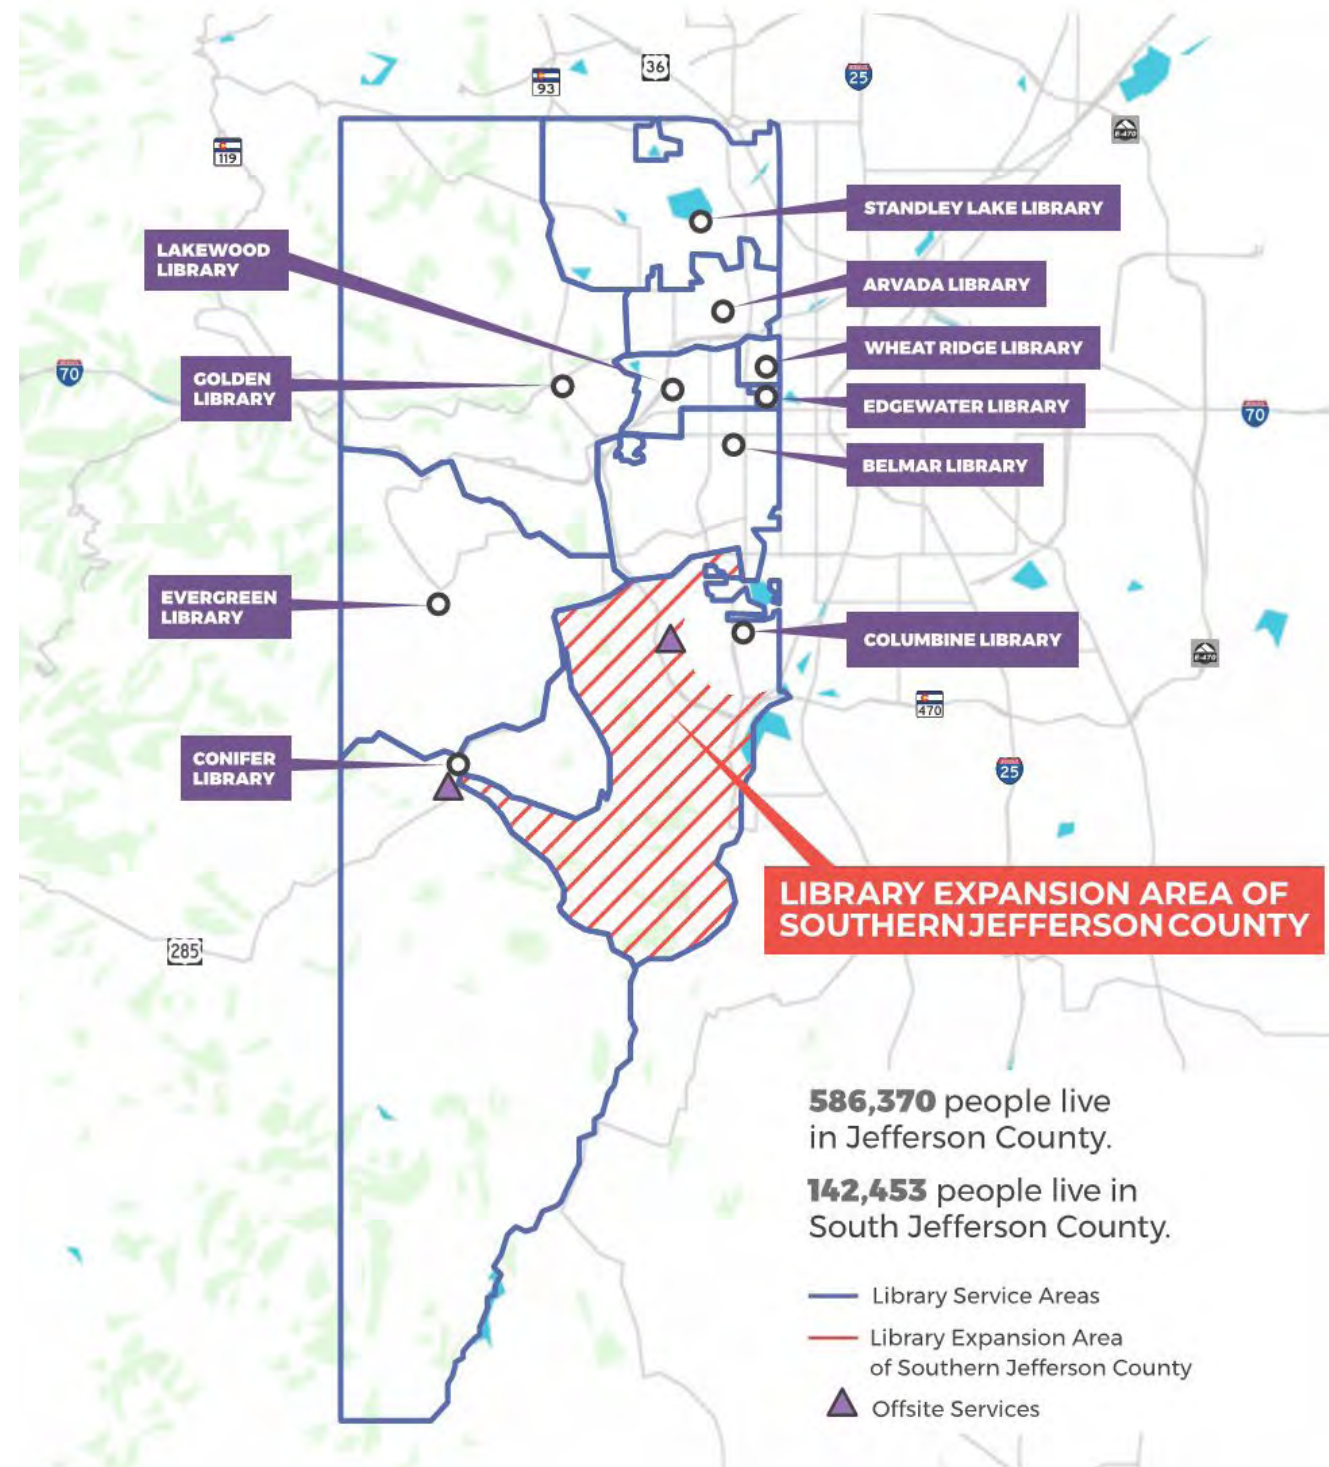 36
25
93
E-470
119
STANDLEY LAKE LIBRARY
LAKEWOOD
LIBRARY
ARVADA LIBRARY
WHEAT RIDGE LIBRARY
70
GOLDEN
LIBRARY
EDGEWATER LIBRARY
70
BELMAR LIBRARY
EVERGREEN
LIBRARY
COLUMBINE LIBRARY
E-470
470
CONIFER
LIBRARY
25
LIBRARY EXPANSION AREA OF
SOUTHERN JEFFERSON COUNTY
285
586,370 people live
in Jefferson County.
142,453 people live in
South Jefferson County.
Library Service Areas
Library Expansion Area
of Southern Jefferson County
Offsite Services